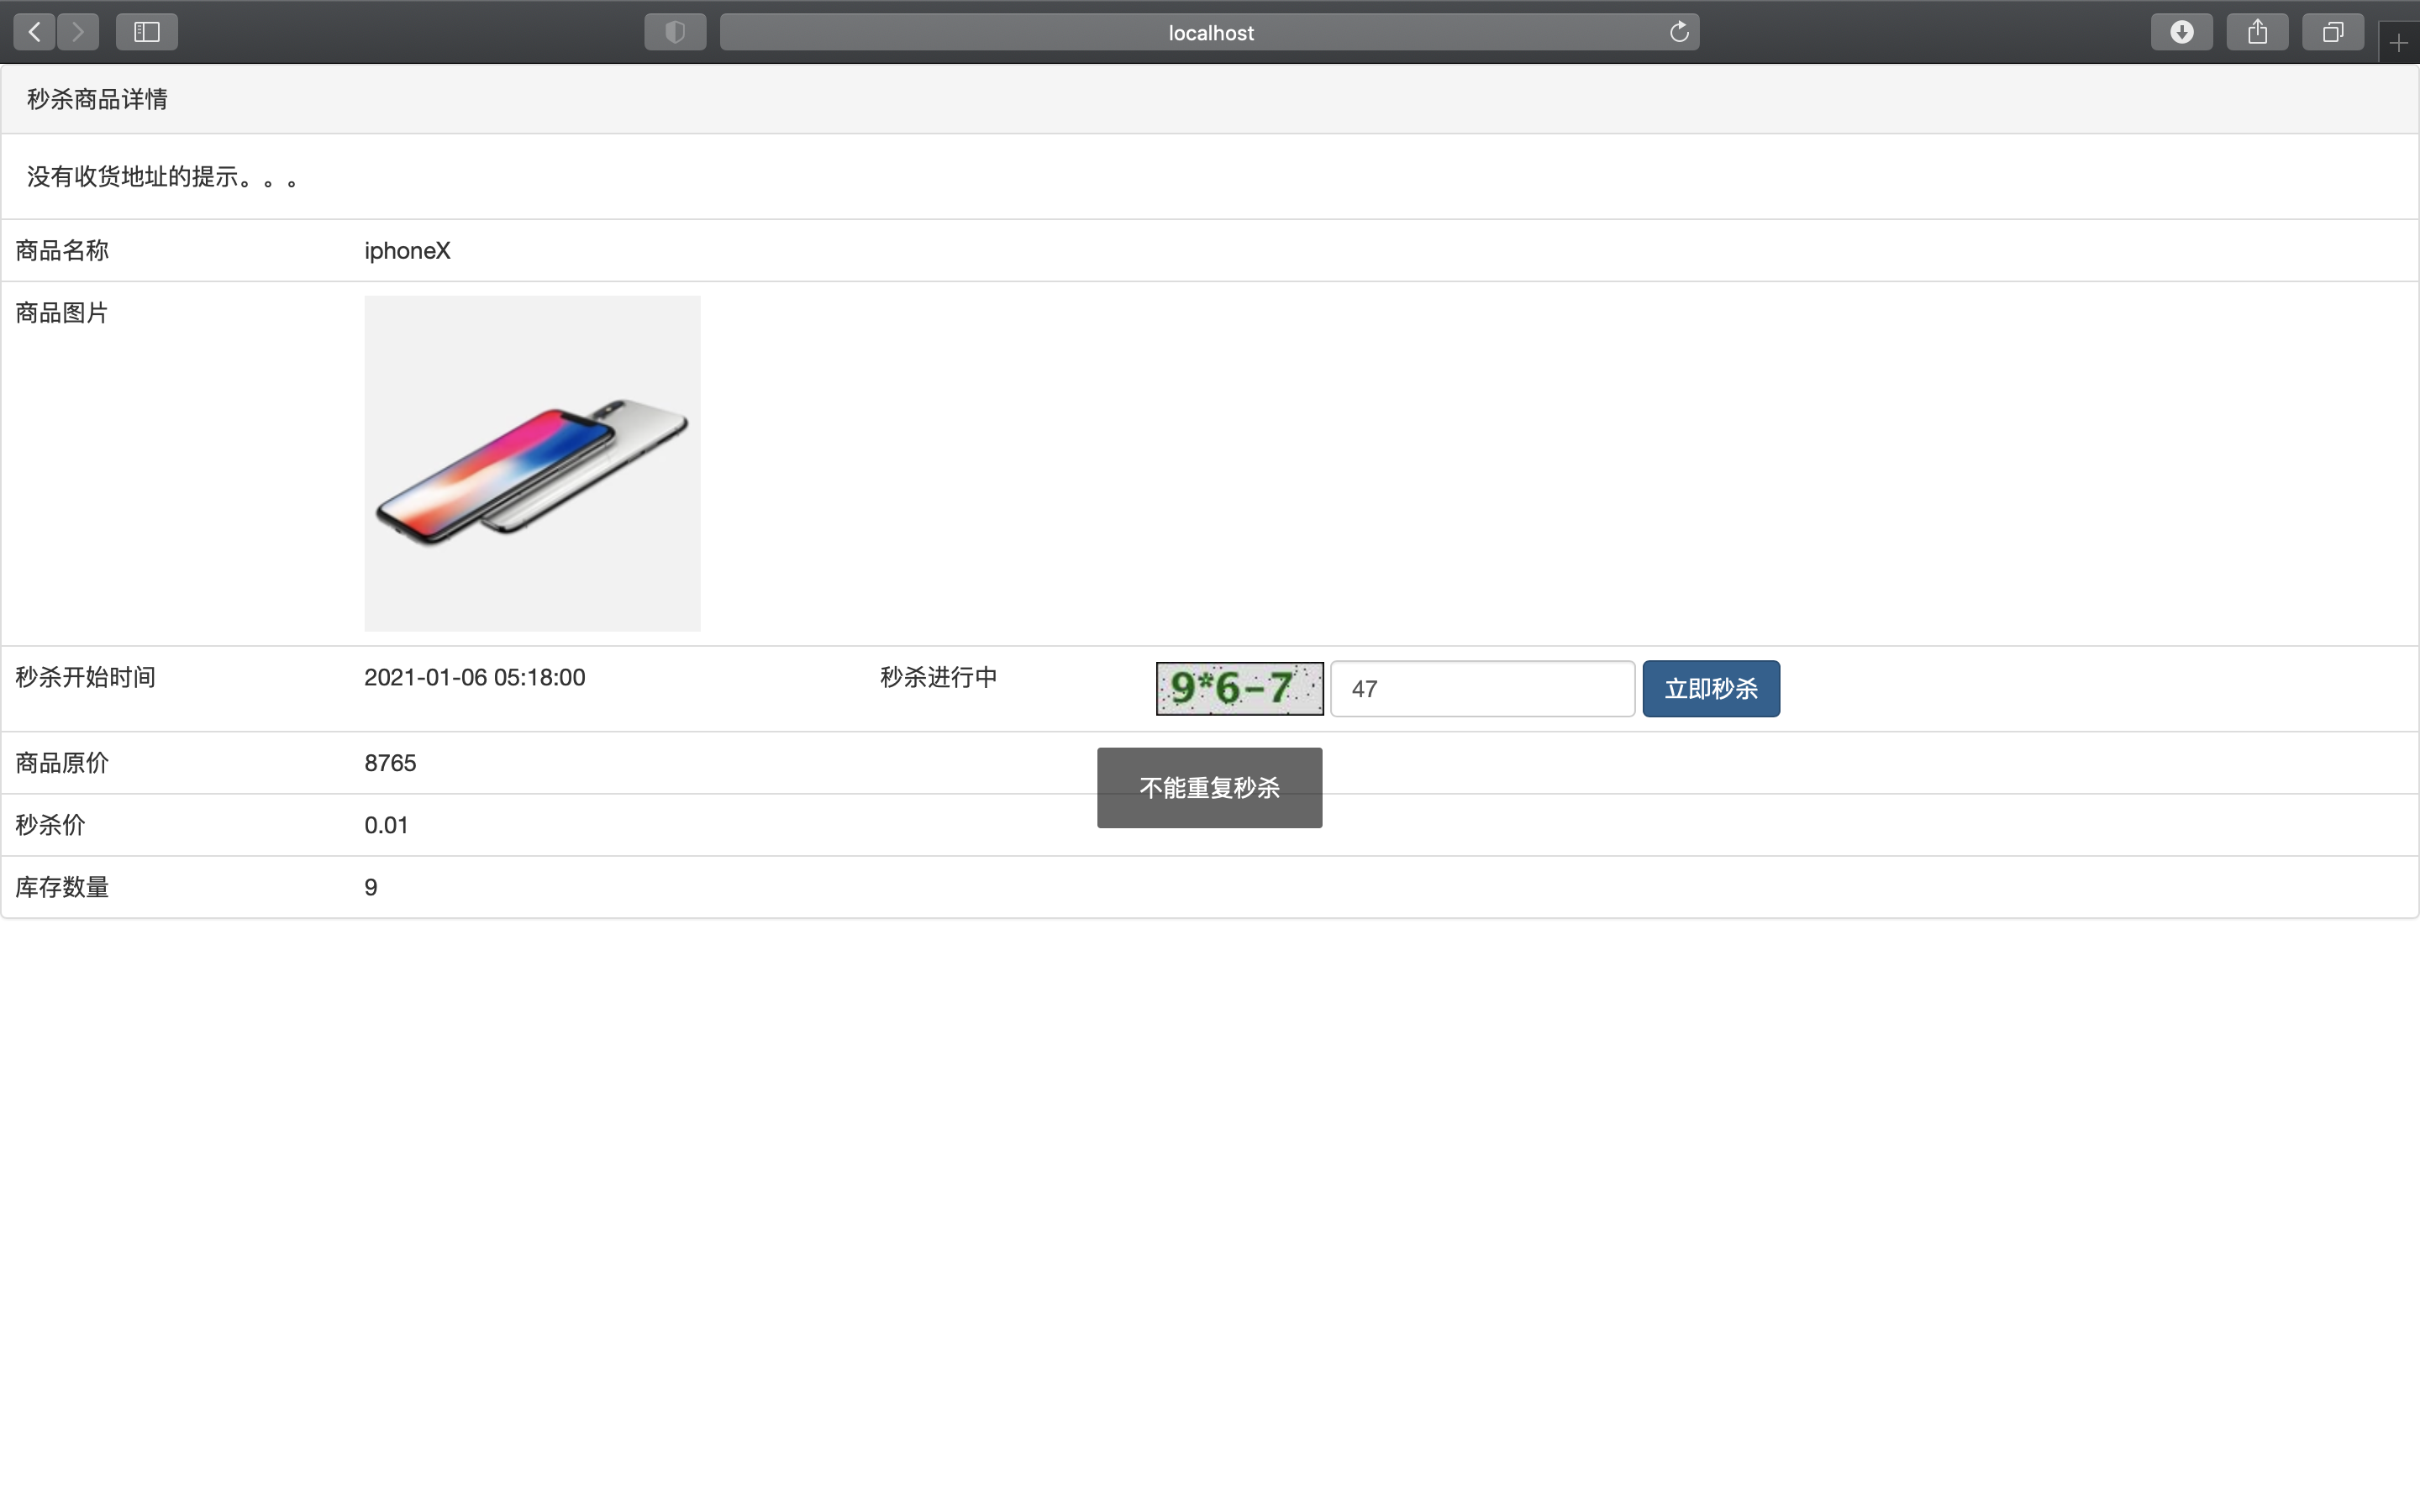 localhost
秒杀商品详情
没有收货地址的提示。。。
商品名称 iphoneX
商品图片
秒杀开始时间 2021-01-06 05:18:00 秒杀进行中 9*6-7 47 立即秒杀
商品原价 8765
不能重复秒杀
秒杀价 0.01
库存数量 9